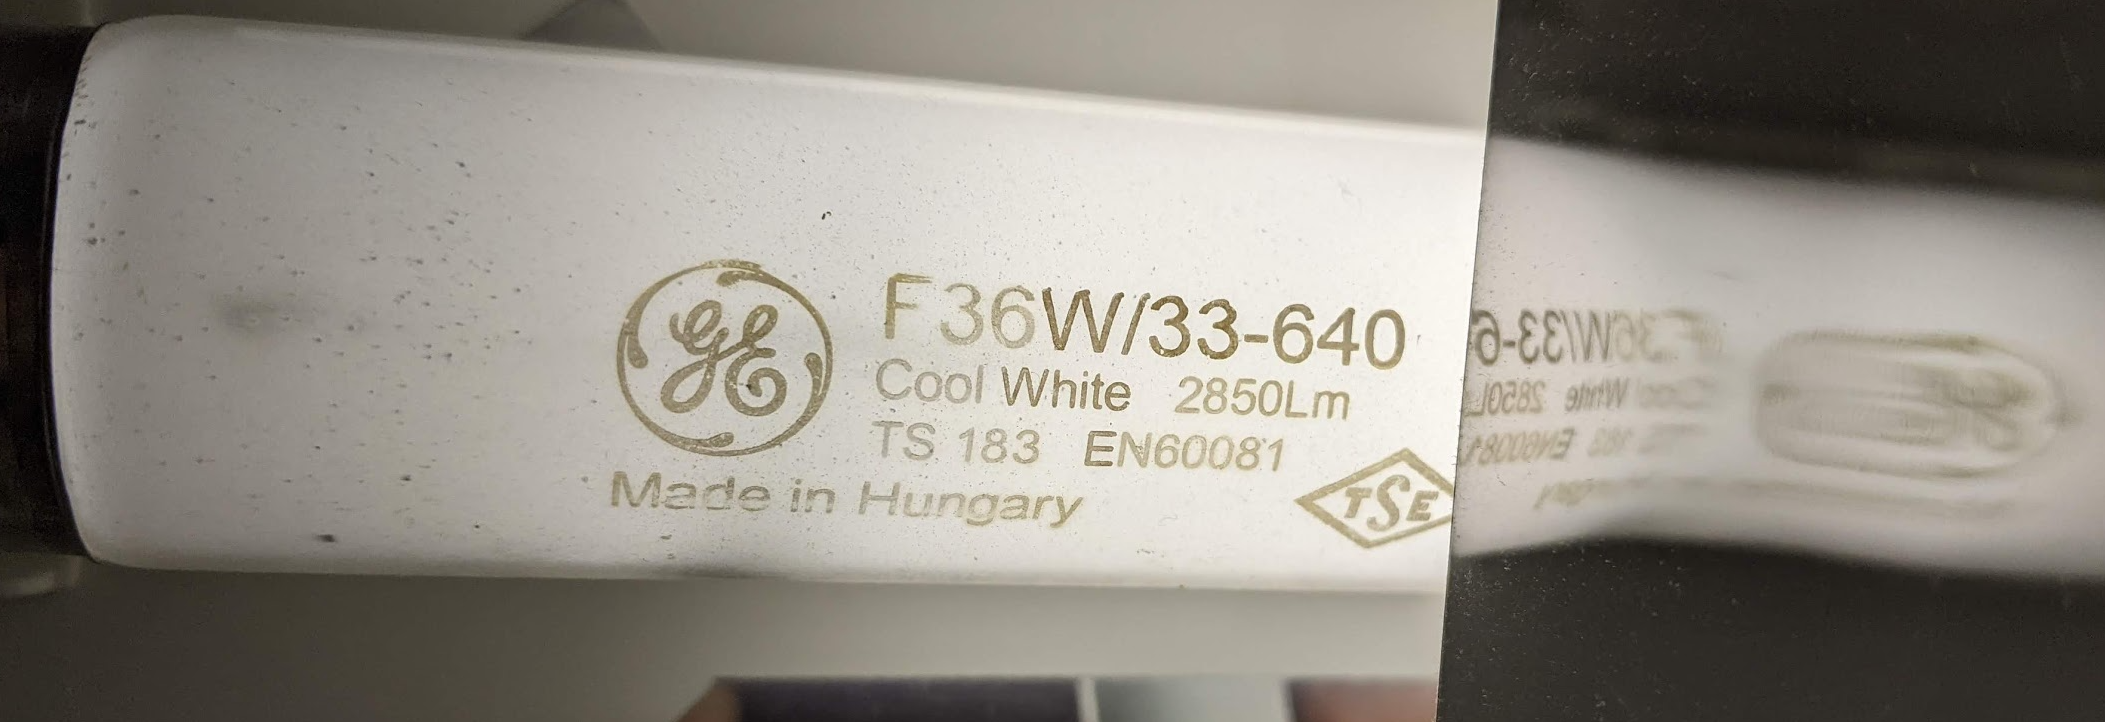 GE
F36W/33-640
Cool White 2850Lm
TS 183 EN60081
Made in Hungary
TSE